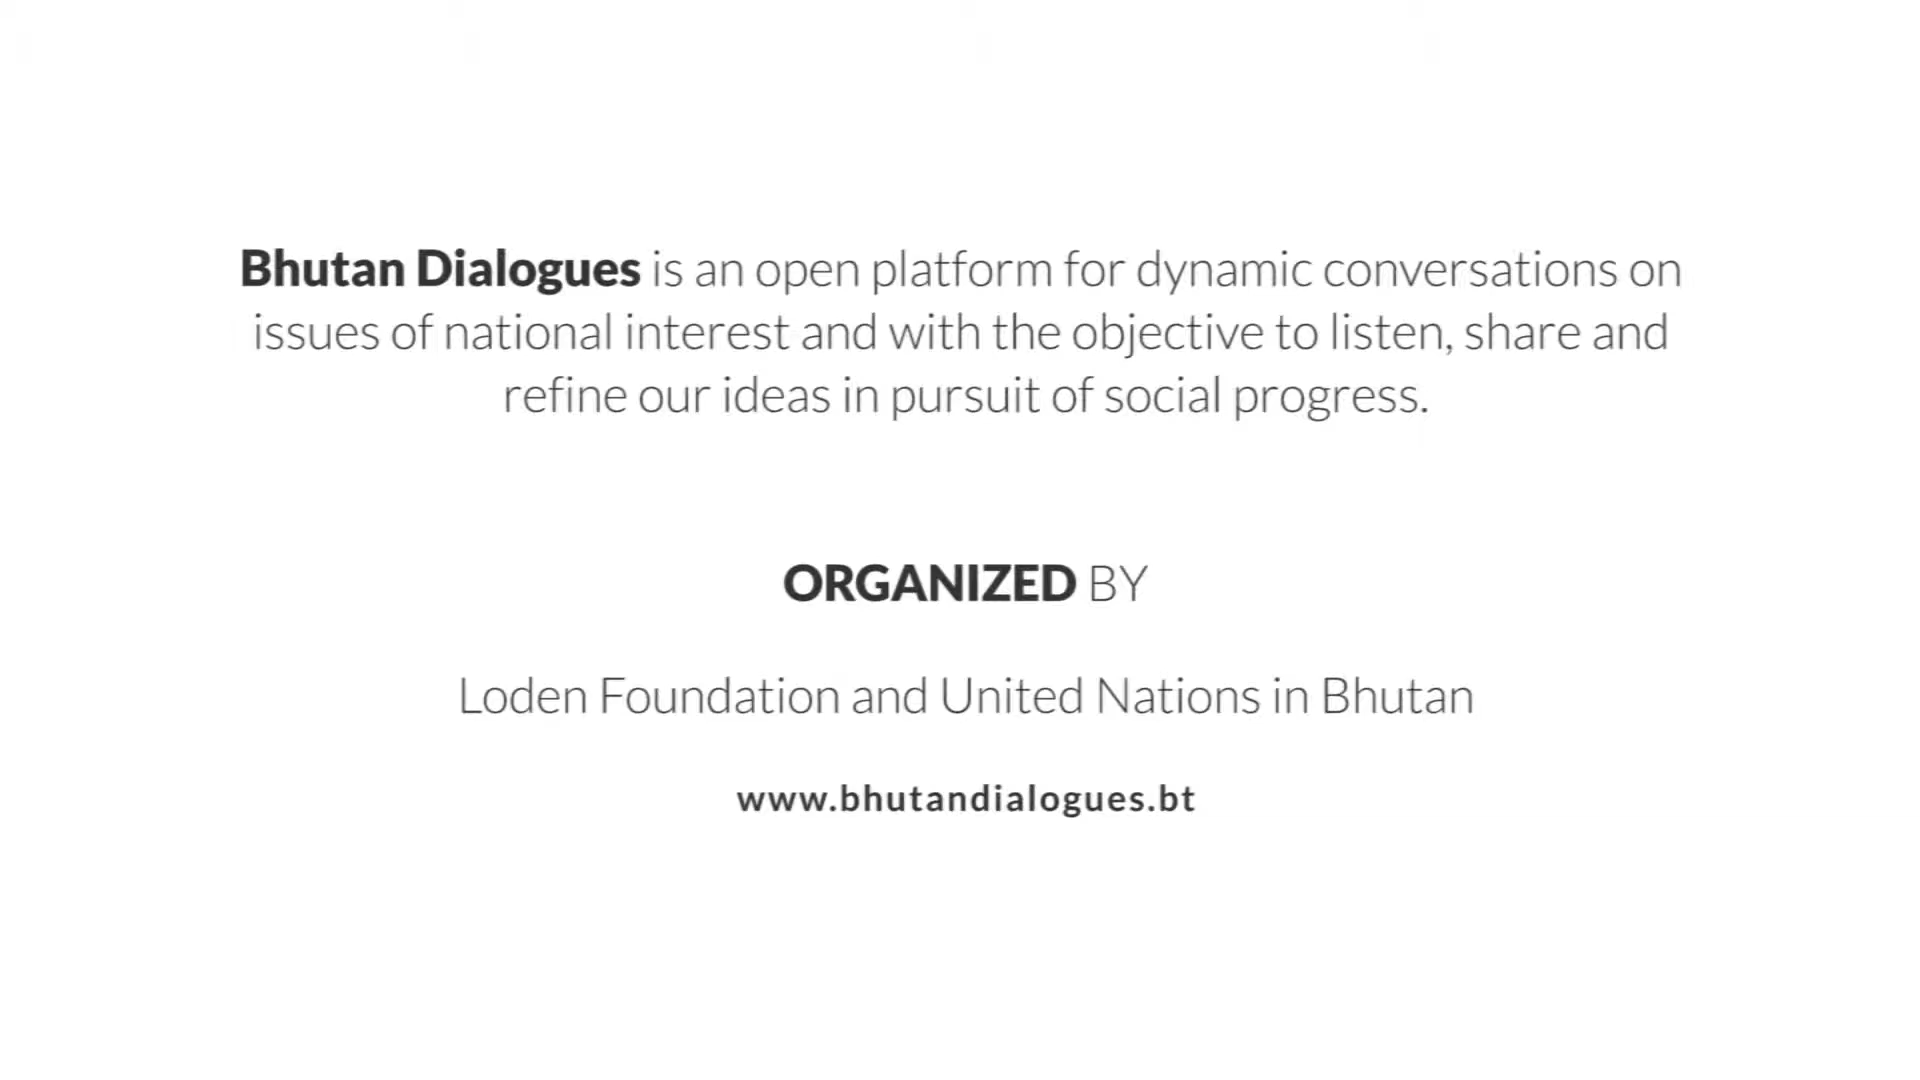 Bhutan Dialogues is an open platform for dynamic conversations on
issues of national interest and with the objective to listen, share and
refine our ideas in pursuit of social progress.
ORGANIZED BY
Loden Foundation and United Nations in Bhutan
www.bhutandialogues.bt